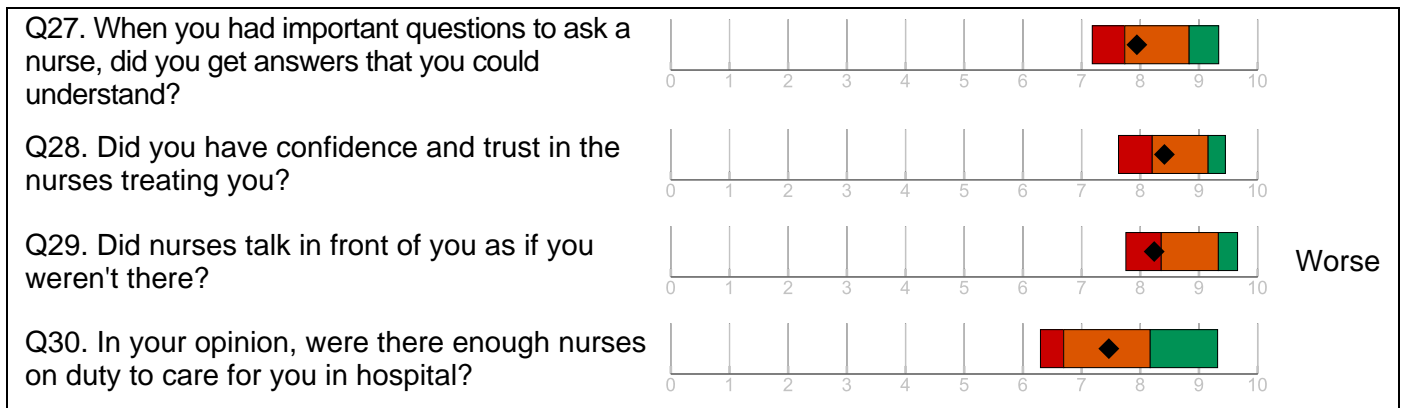 Q27. When you had important questions to ask a
nurse, did you get answers that you could
understand?
0 1 2 3 4 5 6 7 8 9 10
Q28. Did you have confidence and trust in the
nurses treating you?
0 1 2 3 4 5 6 7 8 9 10
Q29. Did nurses talk in front of you as if you
weren't there?
Worse
0 1 2 3 4 5 6 7 8 9 10
Q30. In your opinion, were there enough nurses
on duty to care for you in hospital?
0 1 2 3 4 5 6 7 8 9 10